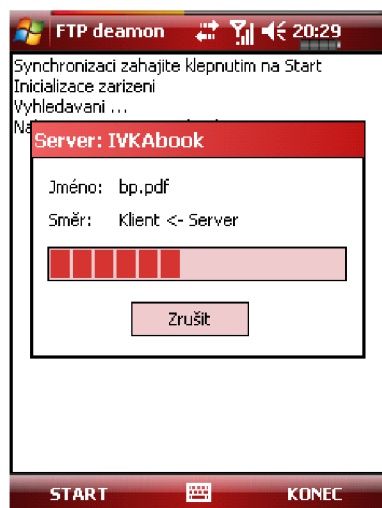 FTP deamon 20:29
Synchronizaci zahajite klepnutim na Start
Inicializace zarizeni
Vyhledavani ...
Server: IVKAbook
Jméno: bp.pdf
Směr: Klient <- Server
Zrušit
START KONEC